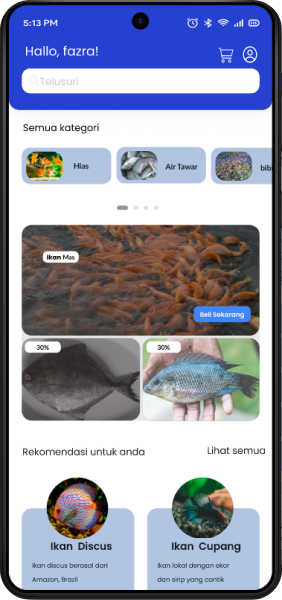 5:13 PM
Hallo, fazra!
Telusuri
Semua kategori
Hias
Air Tawar
bib
Ikan Mas
Beli Sekarang
30%
30%
Rekomendasi untuk anda
Lihat semua
Ikan Discus
Ikan discus berasal dari
Amazon, Brazil
Ikan Cupang
Ikan lokal dengan ekor
dan sirip yang cantik